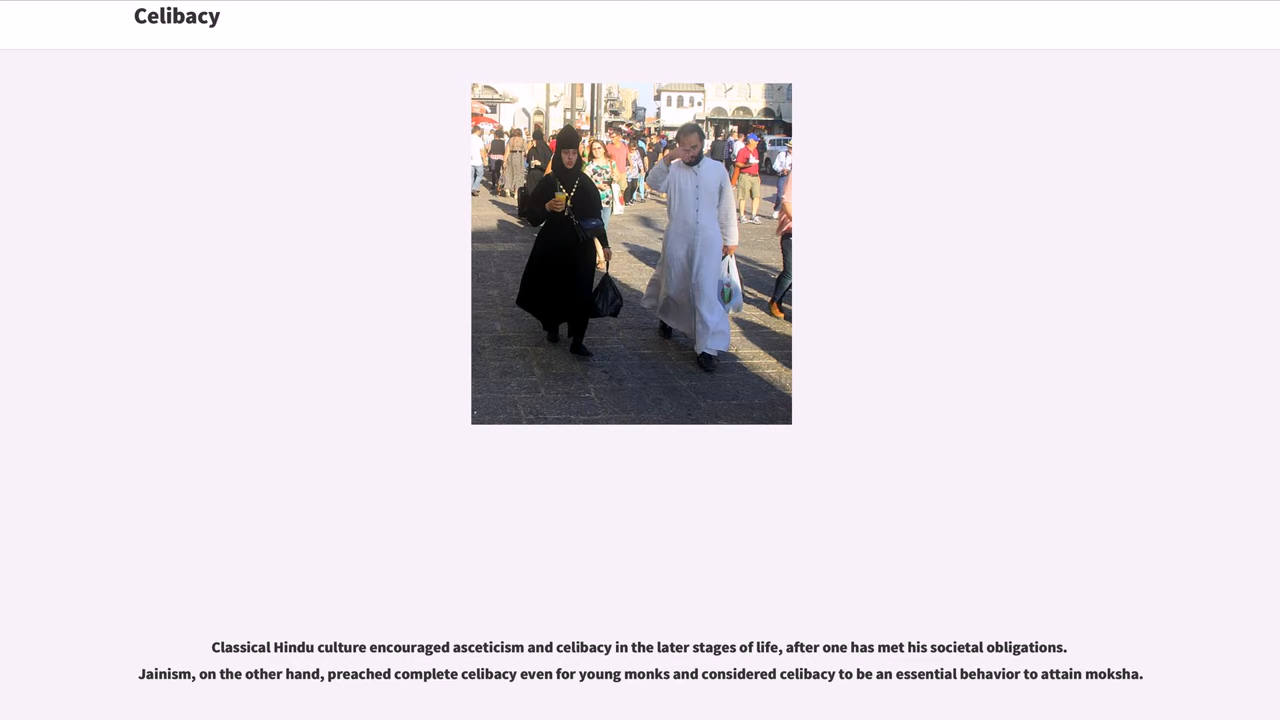 Celibacy
Classical Hindu culture encouraged asceticism and celibacy in the later stages of life, after one has met his societal obligations.
Jainism, on the other hand, preached complete celibacy even for young monks and considered celibacy to be an essential behavior to attain moksha.